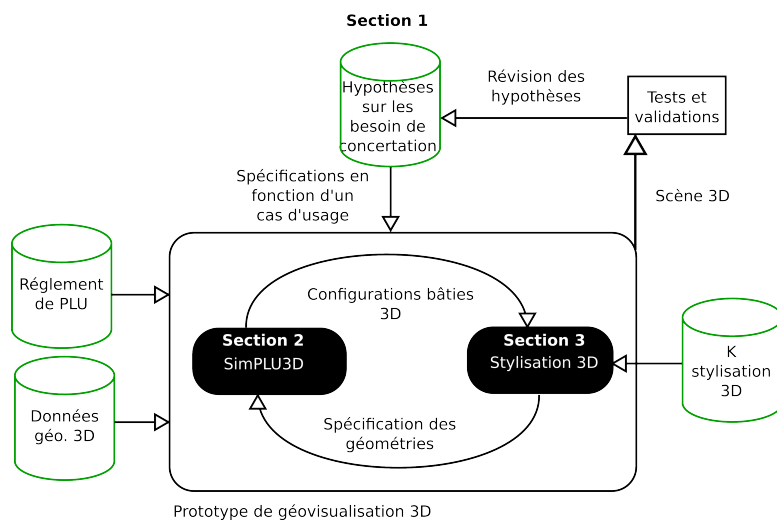 Section 1
Hypothèses
sur les
besoin de
concertation
Révision des
hypothèses
Tests et
validations
Spécifications en
fonction d'un
cas d'usage
Scène 3D
Réglement
de PLU
Configurations bâties
3D
Section 2
SimPLU3D
Section 3
Stylisation 3D
K
stylisation
3D
Données
géo. 3D
Spécification des
géométries
Prototype de géovisualisation 3D